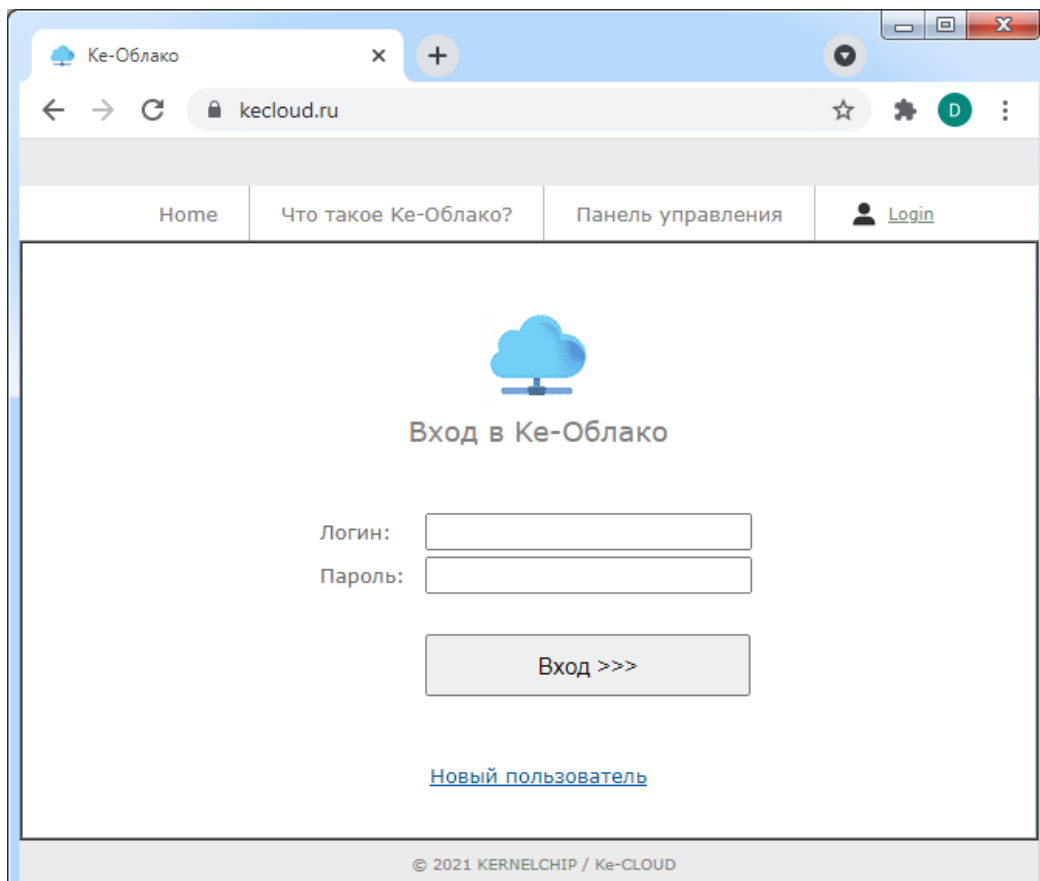 Ке-Облако
kecloud.ru
D
Home Что такое Ке-Облако? Панель управления Login
Вход в Ке-Облако
Логин:
Пароль:
Вход >>>
Новый пользователь
© 2021 KERNELCHIP / Ke-CLOUD